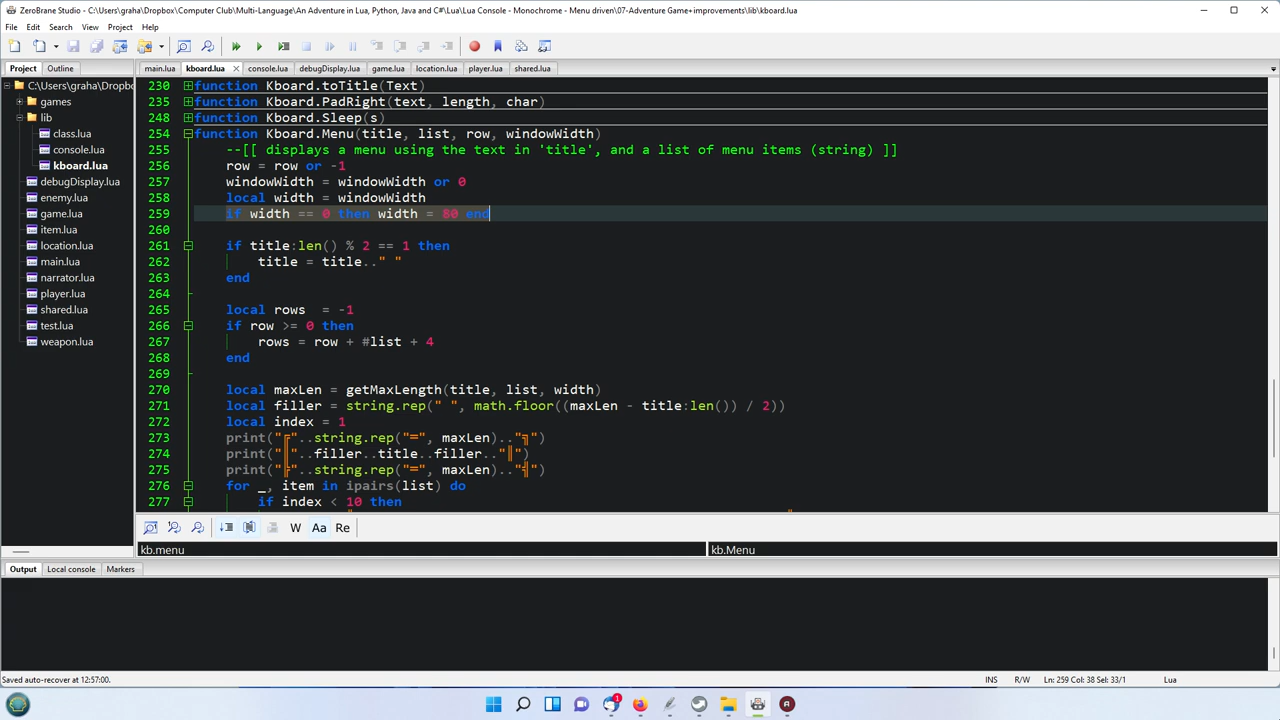 ZeroBrane Studio - C:\Users\graha\Dropbox\Computer Club\Multi-Language\An Adventure in Lua, Python, Java and C#\Lua\Lua Console - Monochrome - Menu driven\07-Adventure Game+improvements\lib\kboard.lua
File Edit Search View Project Help
Project Outline
main.lua kboard.lua console.lua debugDisplay.lua game.lua location.lua player.lua shared.lua
C:\Users\graha\Dropbo
games
lib
class.lua
console.lua
kboard.lua
debugDisplay.lua
enemy.lua
game.lua
item.lua
location.lua
main.lua
narrator.lua
player.lua
shared.lua
test.lua
weapon.lua
230 function Kboard.toTitle(Text)
235 function Kboard.PadRight(text, length, char)
248 function Kboard.Sleep(s)
254 function Kboard.Menu(title, list, row, windowWidth)
255 --[[ displays a menu using the text in 'title', and a list of menu items (string) ]]
256 row = row or -1
257 windowWidth = windowWidth or 0
258 local width = windowWidth
259 if width == 0 then width = 80 end
260
261 if title:len() % 2 == 1 then
262 title = title.." "
263 end
264
265 local rows  = -1
266 if row >= 0 then
267 rows = row + #list + 4
268 end
269
270 local maxLen = getMaxLength(title, list, width)
271 local filler = string.rep(" ", math.floor((maxLen - title:len()) / 2))
272 local index = 1
273 print("╔"..string.rep("═", maxLen).."╗")
274 print("║"..filler..title..filler.."║")
275 print("╠"..string.rep("═", maxLen).."╣")
276 for _, item in ipairs(list) do
277 if index < 10 then
W Aa Re
kb.menu kb.Menu
Output Local console Markers
Saved auto-recover at 12:57:00. INS R/W Ln: 259 Col: 38 Sel: 33/1 Lua
1